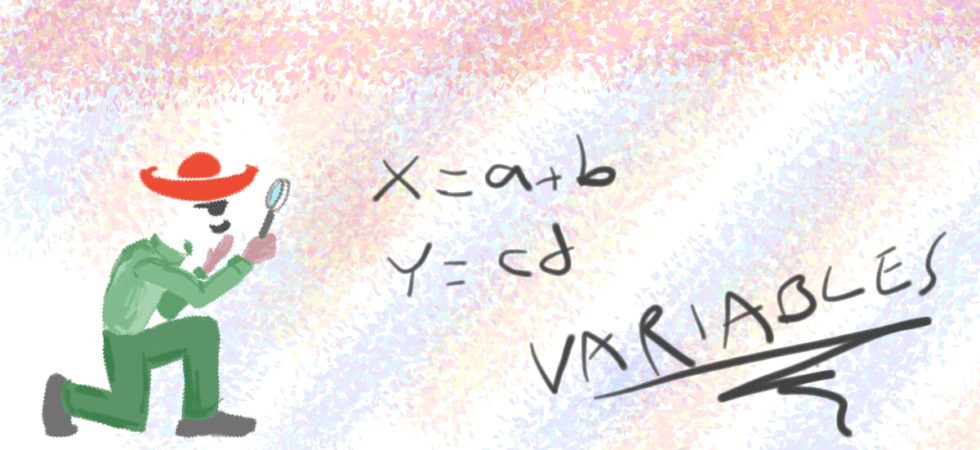 X = a+b
Y = cd
VARIABLES